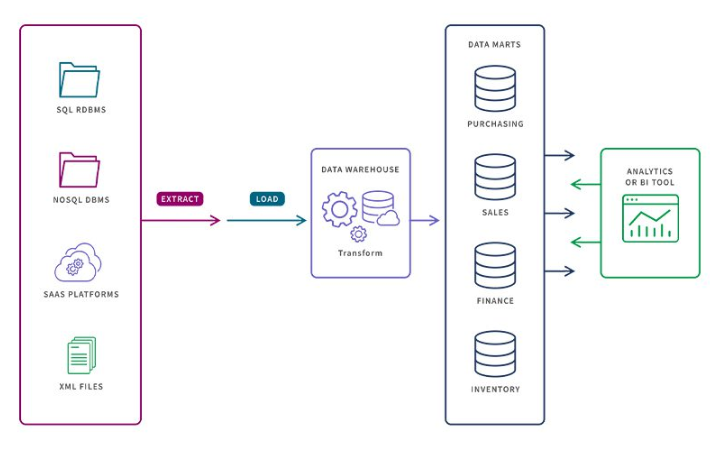 SQL RDBMS
NOSQL DBMS
SAAS PLATFORMS
XML FILES
EXTRACT
LOAD
DATA WAREHOUSE
Transform
DATA MARTS
PURCHASING
SALES
FINANCE
INVENTORY
ANALYTICS
OR BI TOOL